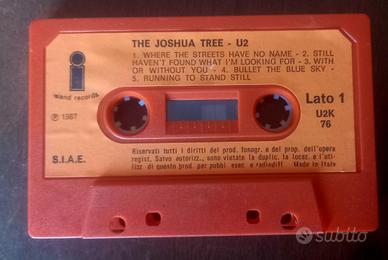 THE JOSHUA TREE - U2
1. WHERE THE STREETS HAVE NO NAME - 2. STILL
HAVEN'T FOUND WHAT I'M LOOKING FOR - 3. WITH
OR WITHOUT YOU - 4. BULLET THE BLUE SKY -
5. RUNNING TO STAND STILL
island records
Ⓟ 1987
Lato 1
U2K
76
S.I.A.E.
Riservati tutti i diritti del prod. fonogr. e del prop. dell'opera
regist. Salvo autorizz., sono vietate la duplic. la locaz. e l'uti-
lizz. di questo prod. per pubbl. esec. e radiodiff. Made in Italy
subito